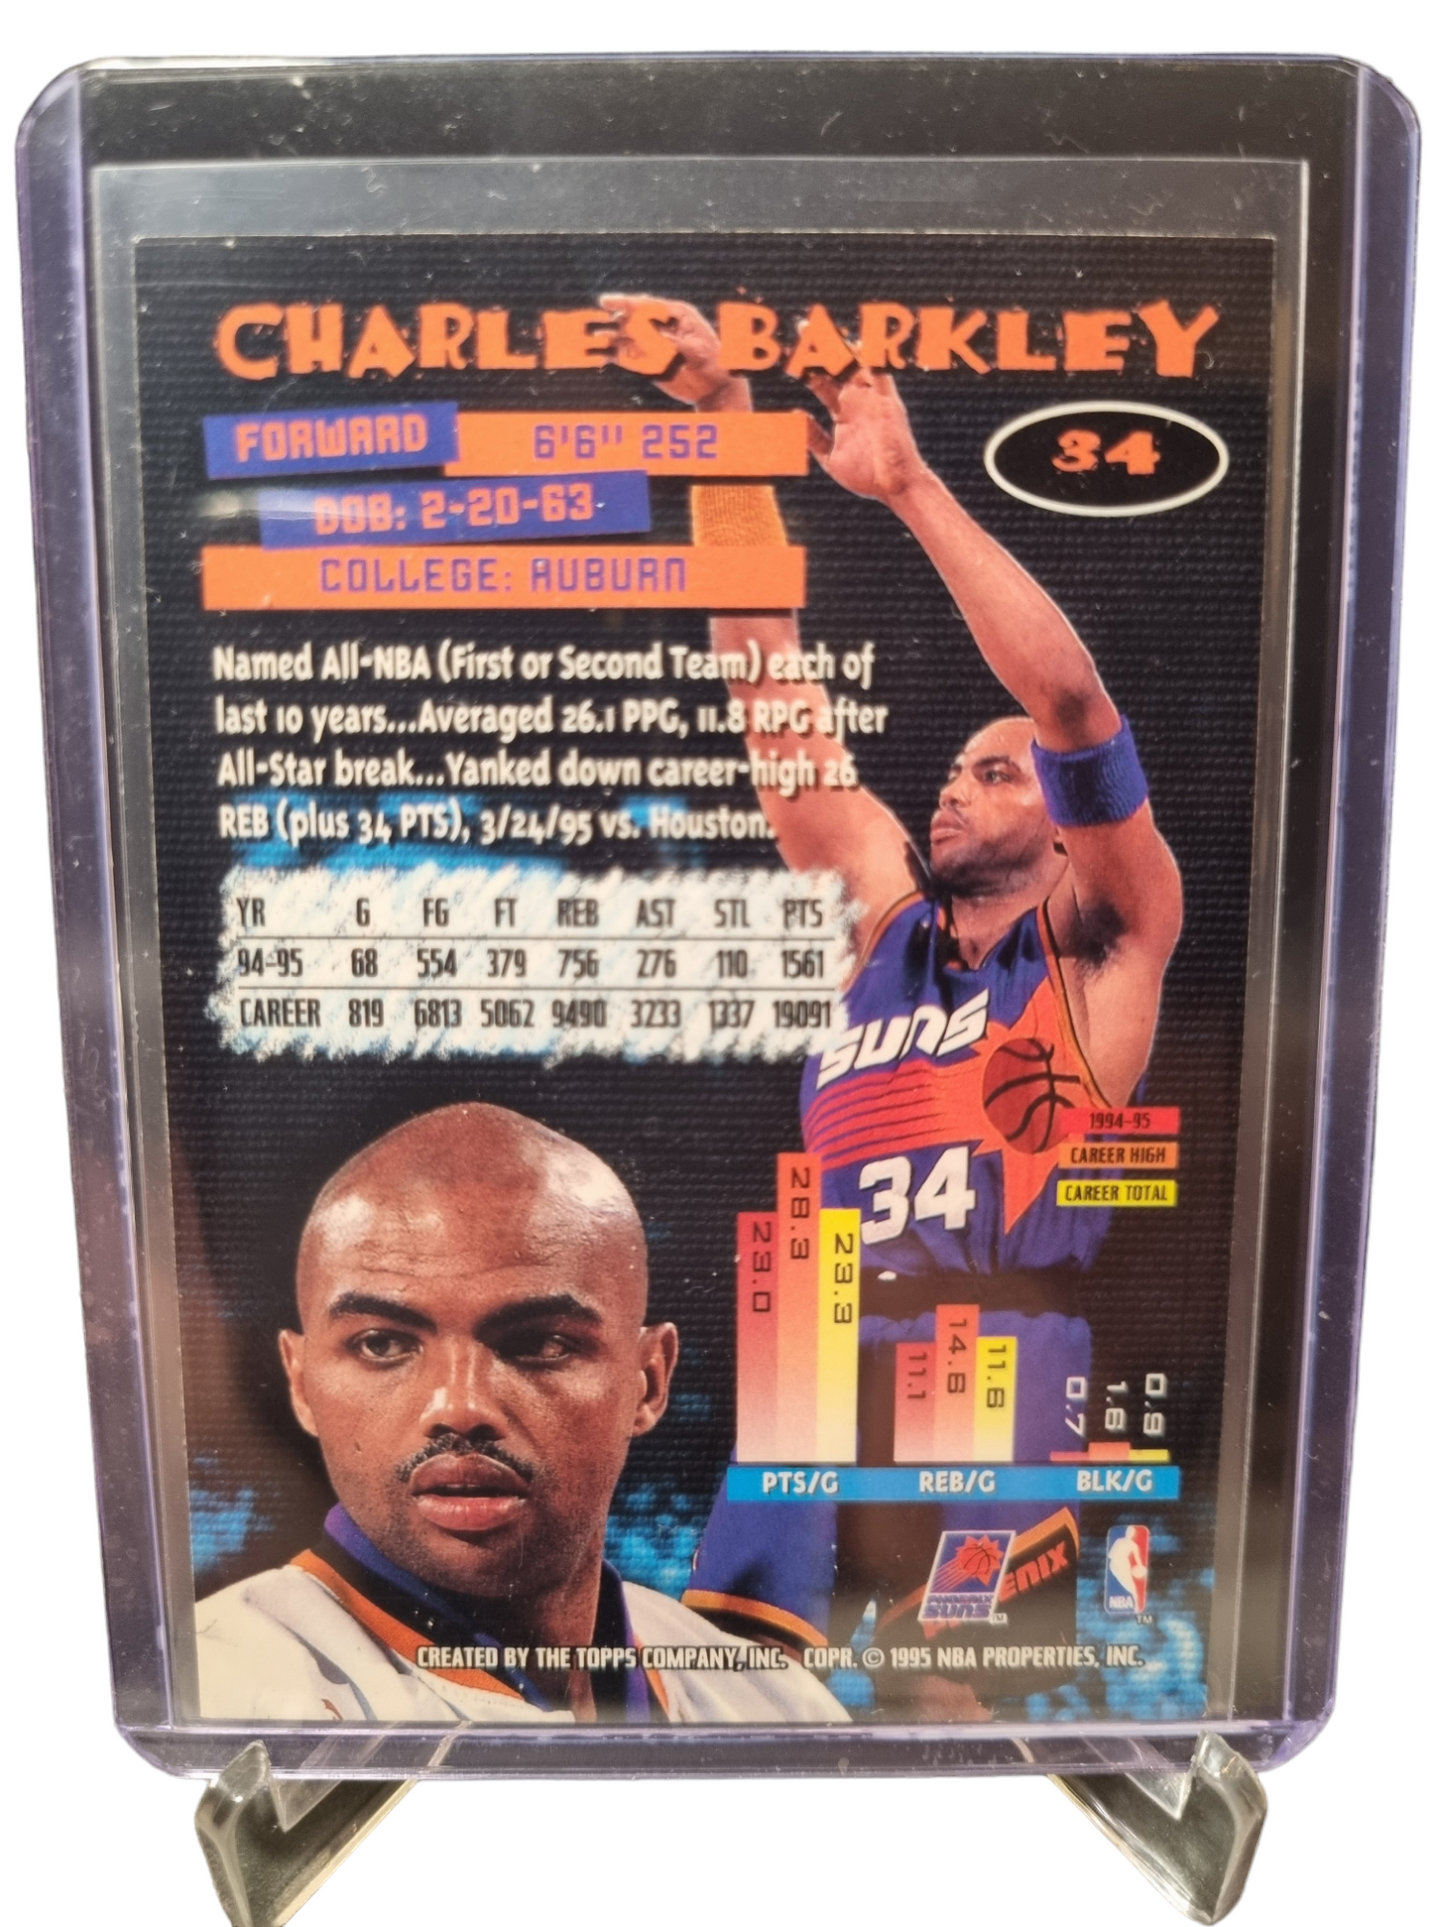 CHARLES BARKLEY
34
FORWARD 6'6" 252
DOB: 2-20-63
COLLEGE: AUBURN
Named All-NBA (First or Second Team) each of
last 10 years...Averaged 26.1 PPG, 11.8 RPG after
All-Star break...Yanked down career-high 26
REB (plus 34 PTS), 3/24/95 vs. Houston.
YR G FG FT REB AST STL PTS
94-95 68 554 379 756 276 110 1561
CAREER 819 6813 5062 9490 3233 1337 19091
SUNS
34
1994-95
CAREER HIGH
CAREER TOTAL
23.0 28.3 23.3
11.1 14.6 11.6
0.7 1.6 0.9
PTS/G REB/G BLK/G
PHOENIX
SUNS TM
ENIX
NBA TM
CREATED BY THE TOPPS COMPANY, INC. COPR. © 1995 NBA PROPERTIES, INC.